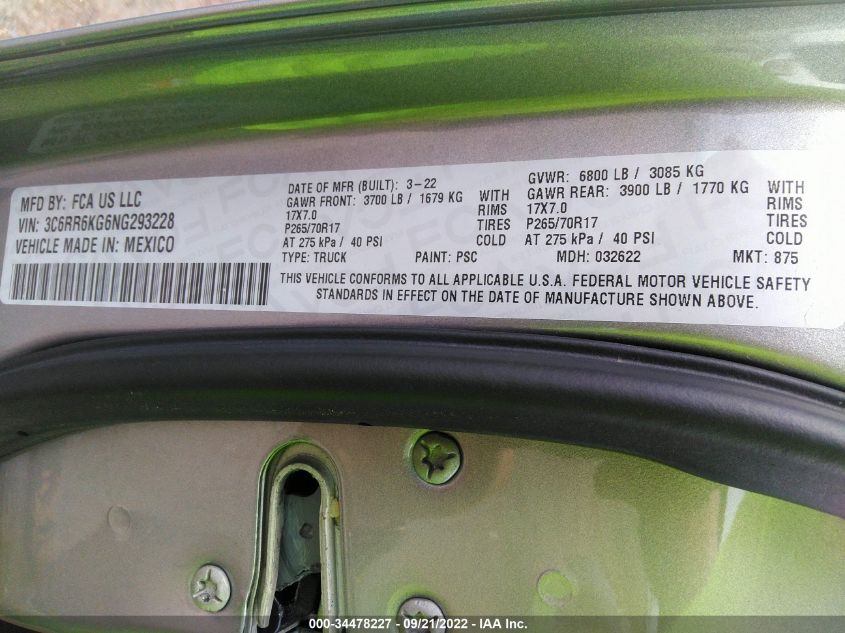 MFD BY: FCA US LLC
VIN: 3C6RR6KG6NG293228
VEHICLE MADE IN: MEXICO
DATE OF MFR (BUILT): 3-22
GAWR FRONT: 3700 LB / 1679 KG WITH
17X7.0 RIMS
P265/70R17 TIRES
AT 275 kPa / 40 PSI COLD
GVWR: 6800 LB / 3085 KG
GAWR REAR: 3900 LB / 1770 KG WITH
17X7.0 RIMS
P265/70R17 TIRES
AT 275 kPa / 40 PSI COLD
TYPE: TRUCK PAINT: PSC MDH: 032622 MKT: 875
THIS VEHICLE CONFORMS TO ALL APPLICABLE U.S.A. FEDERAL MOTOR VEHICLE SAFETY
STANDARDS IN EFFECT ON THE DATE OF MANUFACTURE SHOWN ABOVE.
000-34478227 - 09/21/2022 - IAA Inc.